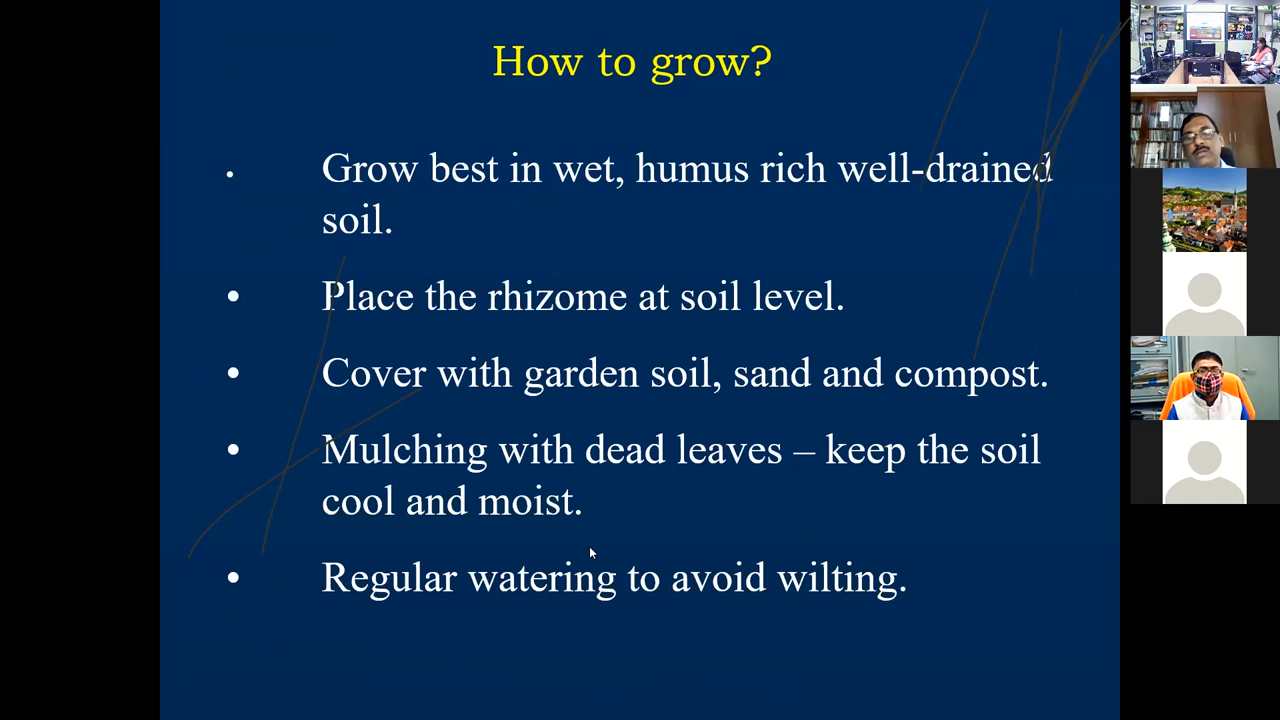 How to grow?
• Grow best in wet, humus rich well-drained
soil.
• Place the rhizome at soil level.
• Cover with garden soil, sand and compost.
• Mulching with dead leaves – keep the soil
cool and moist.
• Regular watering to avoid wilting.